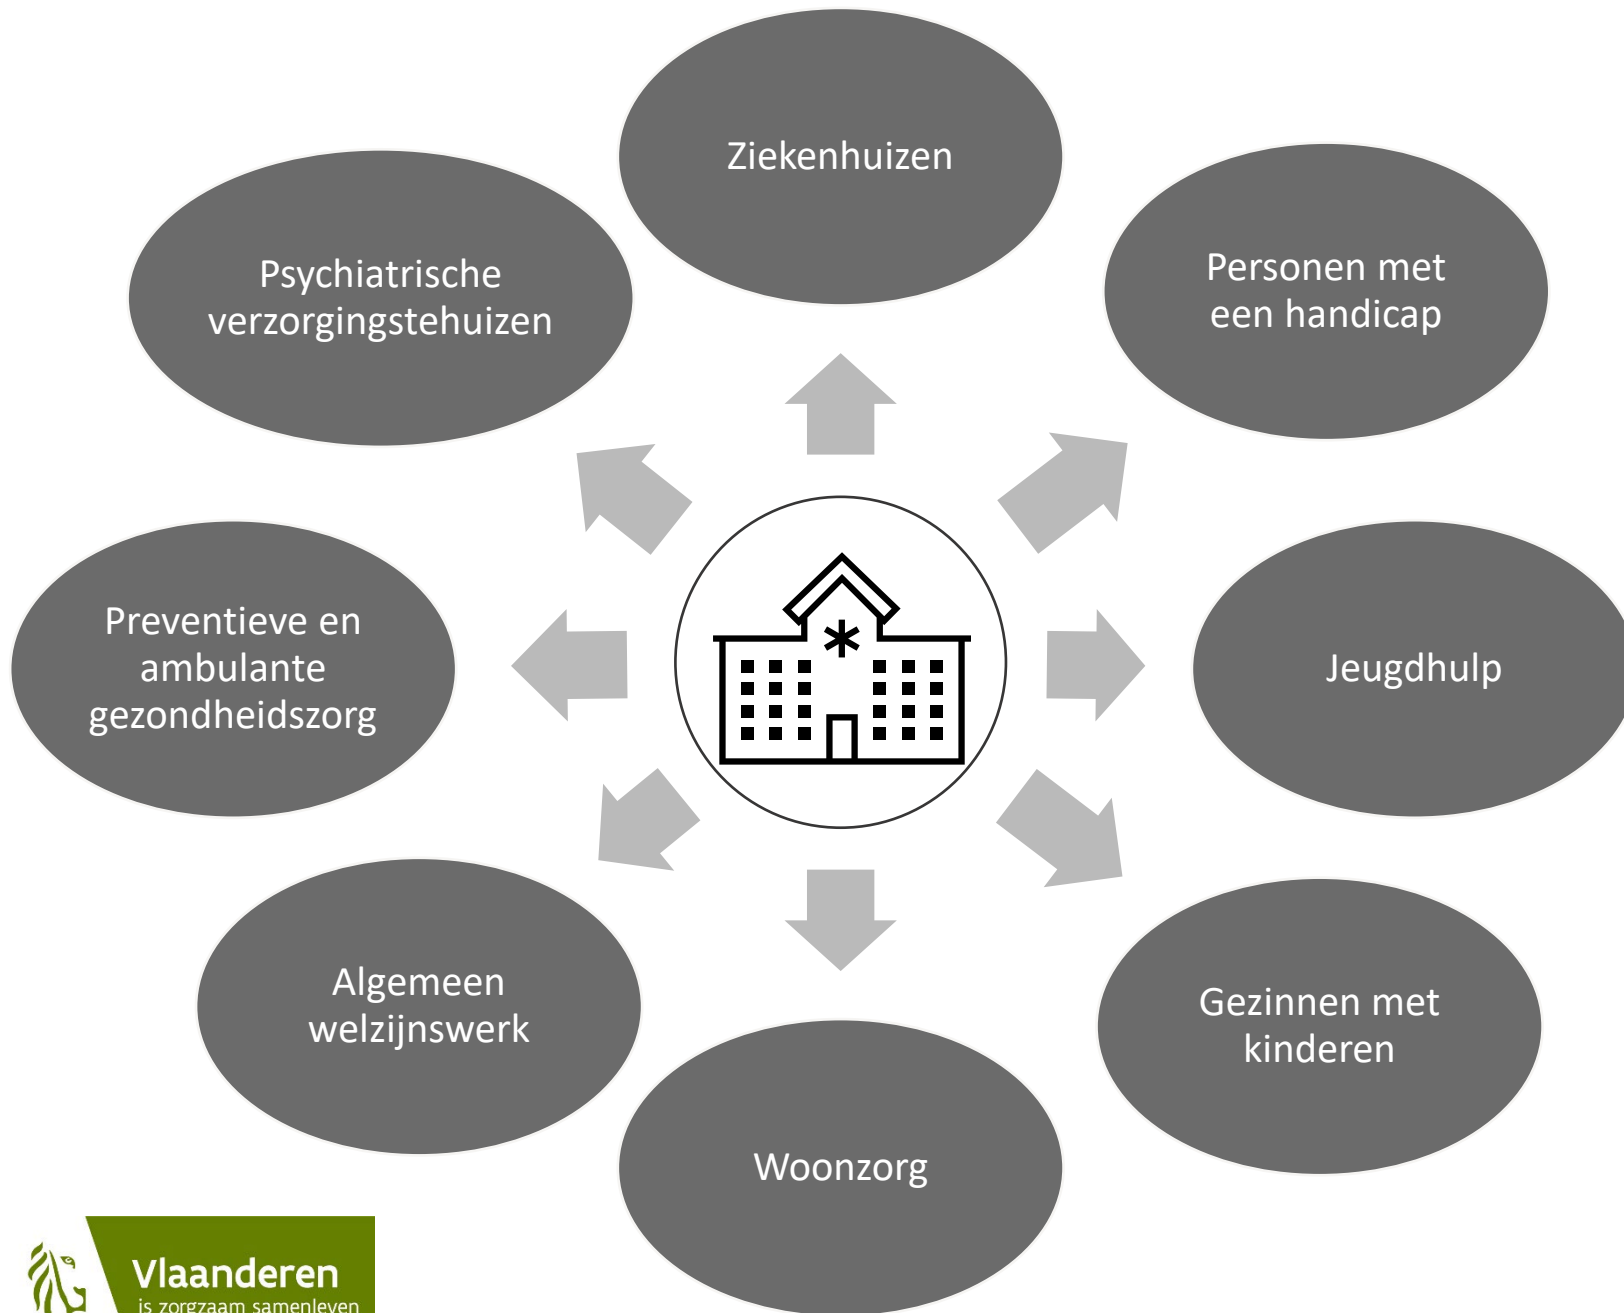 Ziekenhuizen
Personen met
een handicap
Jeugdhulp
Gezinnen met
kinderen
Woonzorg
Algemeen
welzijnswerk
Preventieve en
ambulante
gezondheidszorg
Psychiatrische
verzorgingstehuizen
Vlaanderen
is zorgzaam samenleven